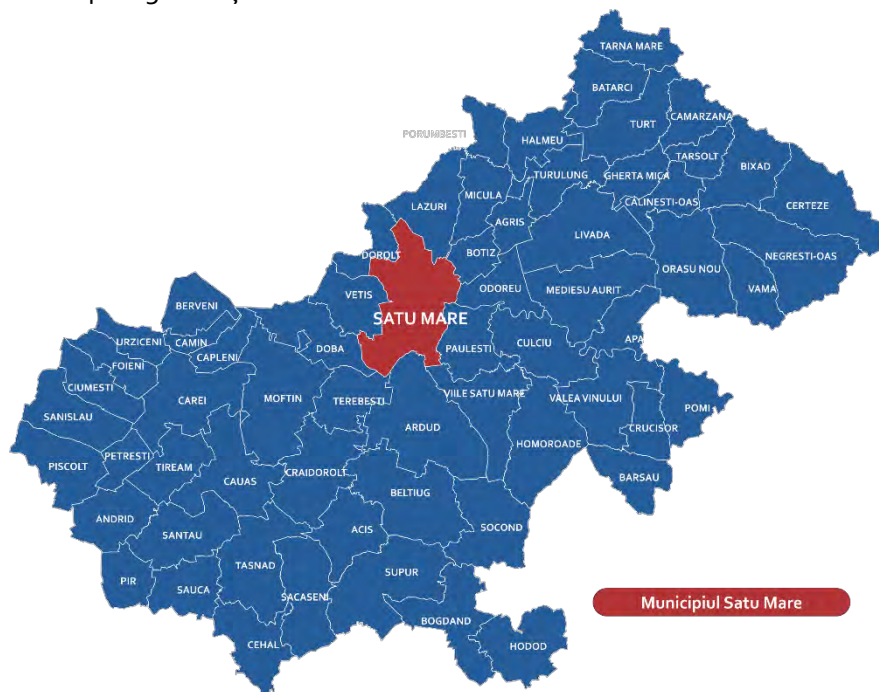 TARNA MARE
BATARCI
CAMARZANA
TURT
PORUMBESTI
HALMEU
TARSOLT
BIXAD
TURULUNG
GHERTA MICA
MICULA
CALINESTI-OAS
LAZURI
CERTEZE
AGRIS
LIVADA
BOTIZ
DOROLT
NEGRESTI-OAS
ORASU NOU
ODOREU
MEDIESU AURIT
VAMA
VETIS
BERVENI
SATU MARE
APA
URZICENI
CAMIN
CULCIU
DOBA
PAULESTI
CAPLENI
FOIENI
CIUMESTI
VIILE SATU MARE
VALEA VINULUI
CAREI
MOFTIN
TEREBESTI
POMI
SANISLAU
ARDUD
CRUCISOR
HOMOROADE
PETRESTI
PISCOLT
TIREAM
CRAIDOROLT
CAUAS
BARSAU
BELTIUG
ANDRID
SOCOND
ACIS
SANTAU
TASNAD
SUPUR
PIR
SAUCA
SACASENI
Municipiul Satu Mare
BOGDAND
CEHAL
HODOD